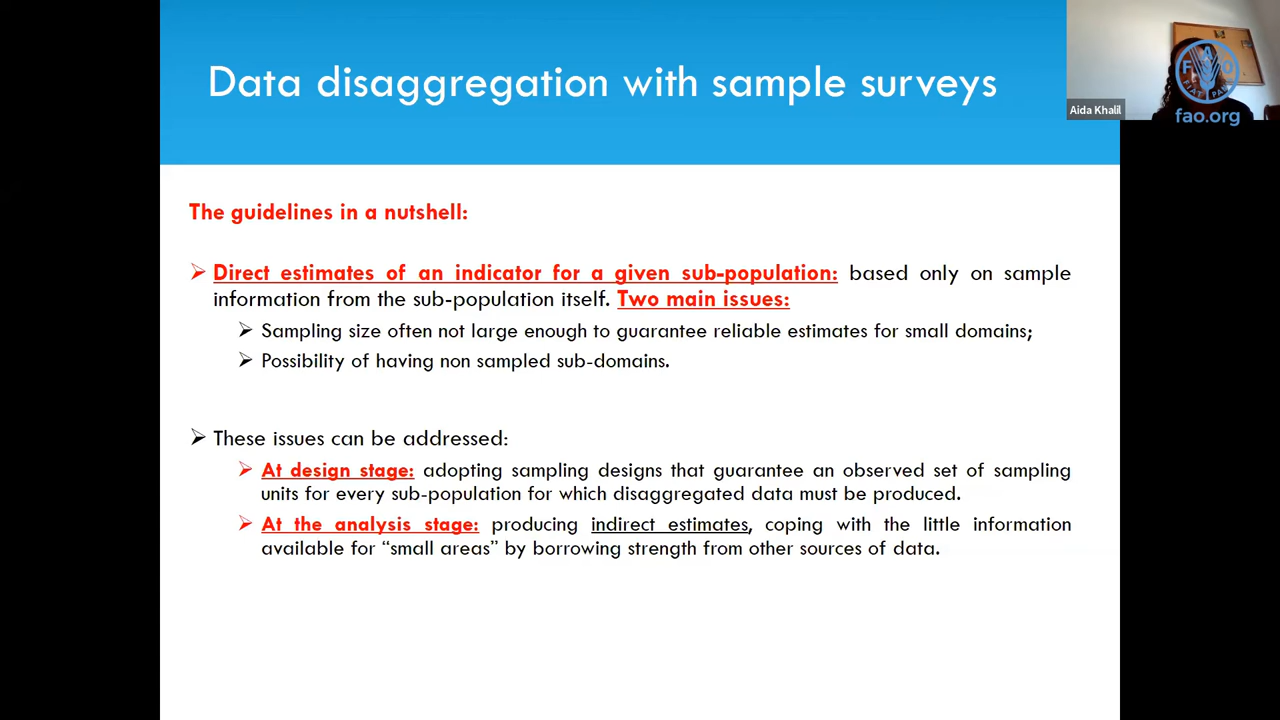 Data disaggregation with sample surveys
Aida Khalil
FAO
FIAT PANIS
fao.org
The guidelines in a nutshell:
➢ Direct estimates of an indicator for a given sub-population: based only on sample
information from the sub-population itself. Two main issues:
➢ Sampling size often not large enough to guarantee reliable estimates for small domains;
➢ Possibility of having non sampled sub-domains.
➢ These issues can be addressed:
➢ At design stage: adopting sampling designs that guarantee an observed set of sampling
units for every sub-population for which disaggregated data must be produced.
➢ At the analysis stage: producing indirect estimates, coping with the little information
available for “small areas” by borrowing strength from other sources of data.